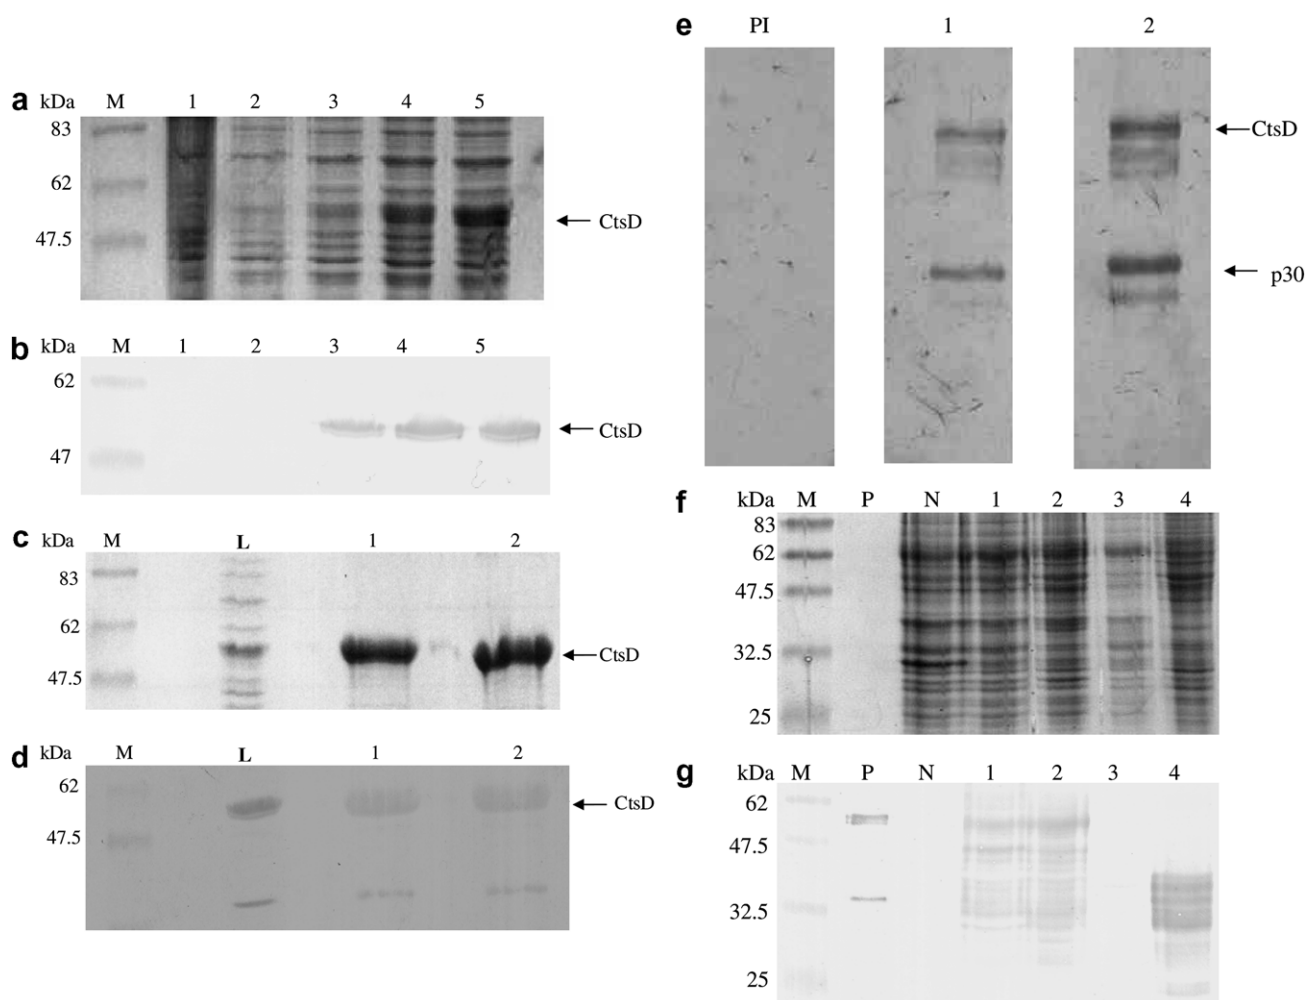 a kDa M 1 2 3 4 5
83
62
47.5
CtsD
b kDa M 1 2 3 4 5
62
47
CtsD
c kDa M L 1 2
83
62
47.5
CtsD
d kDa M L 1 2
62
47.5
CtsD
e PI 1 2
CtsD
p30
f kDa M P N 1 2 3 4
83
62
47.5
32.5
25
g kDa M P N 1 2 3 4
62
47.5
32.5
25